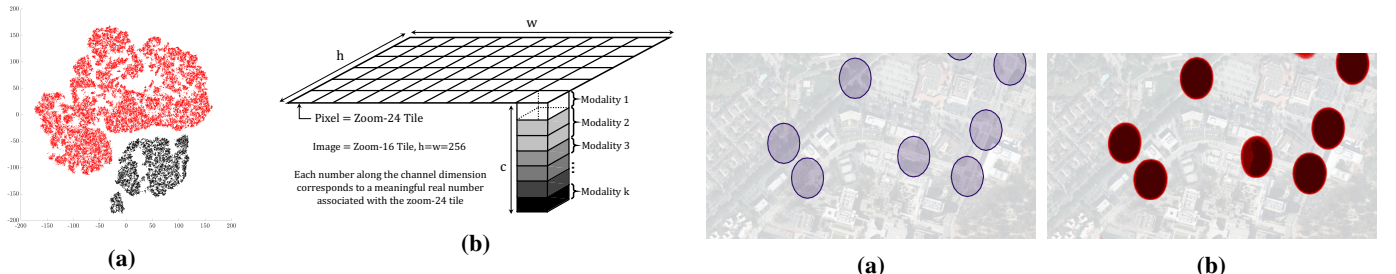 200
150
100
50
0
-50
-100
-150
-200
-200 -150 -100 -50 0 50 100 150 200
(a)
w
h
Pixel = Zoom-24 Tile
Image = Zoom-16 Tile, h=w=256
Each number along the channel dimension
corresponds to a meaningful real number
associated with the zoom-24 tile
c
Modality 1
Modality 2
Modality 3
Modality k
(b)
(a)
(b)